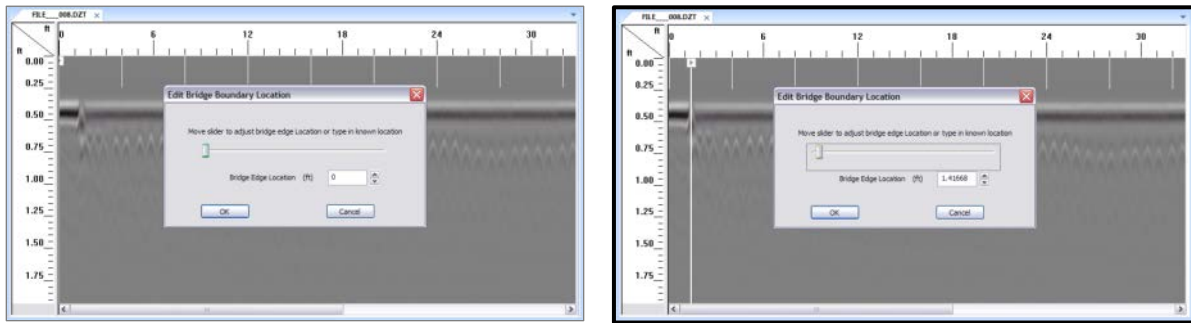 FILE___008.DZT ×
ft
ft
0 6 12 18 24 30
0.00
0.25
0.50
0.75
1.00
1.25
1.50
1.75
Edit Bridge Boundary Location
Move slider to adjust bridge edge Location or type in known location
Bridge Edge Location (ft) 0
OK Cancel
FILE___008.DZT ×
ft
ft
0 6 12 18 24 30
0.00
0.25
0.50
0.75
1.00
1.25
1.50
1.75
Edit Bridge Boundary Location
Move slider to adjust bridge edge Location or type in known location
Bridge Edge Location (ft) 1.41668
OK Cancel